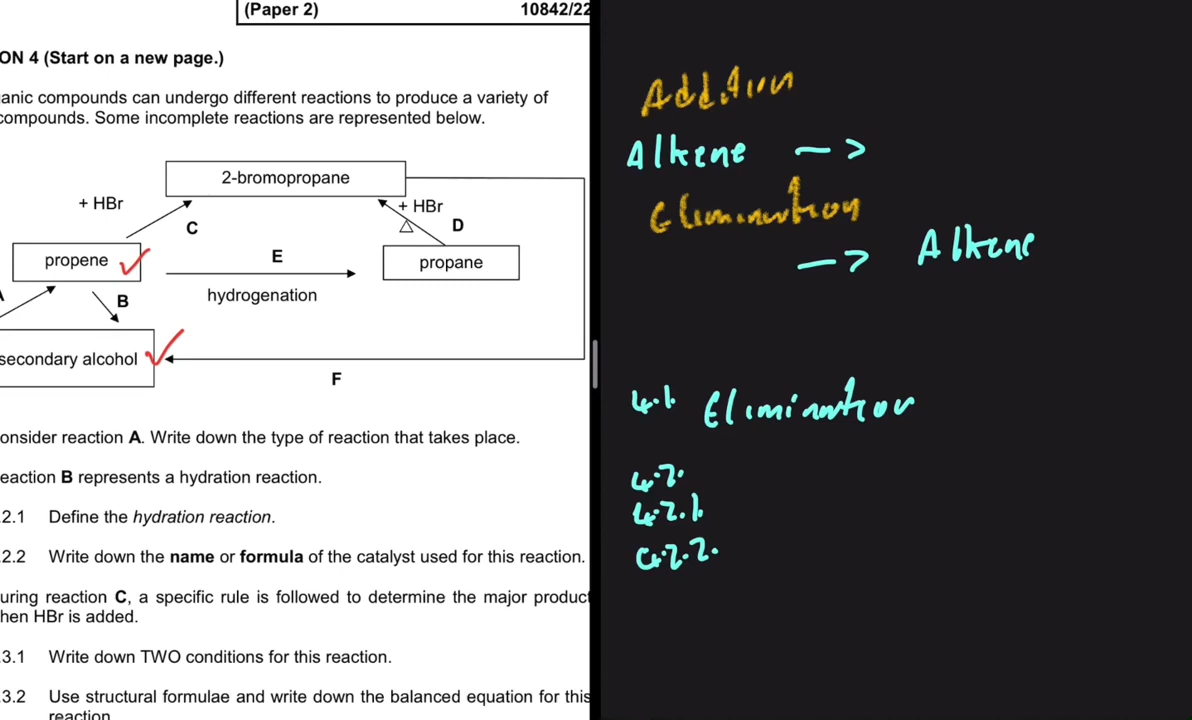 (Paper 2)
10842/22
ON 4 (Start on a new page.)
anic compounds can undergo different reactions to produce a variety of
compounds. Some incomplete reactions are represented below.
2-bromopropane
+ HBr
+ HBr
C
D
propene
E
propane
hydrogenation
B
secondary alcohol
F
onsider reaction A. Write down the type of reaction that takes place.
eaction B represents a hydration reaction.
.2.1 Define the hydration reaction.
.2.2 Write down the name or formula of the catalyst used for this reaction.
uring reaction C, a specific rule is followed to determine the major product
hen HBr is added.
.3.1 Write down TWO conditions for this reaction.
.3.2 Use structural formulae and write down the balanced equation for this
reaction
Addition
Alkene —>
Elimination
—> Alkene
4.1 Elimination
4.2.
4.2.1
4.2.2.